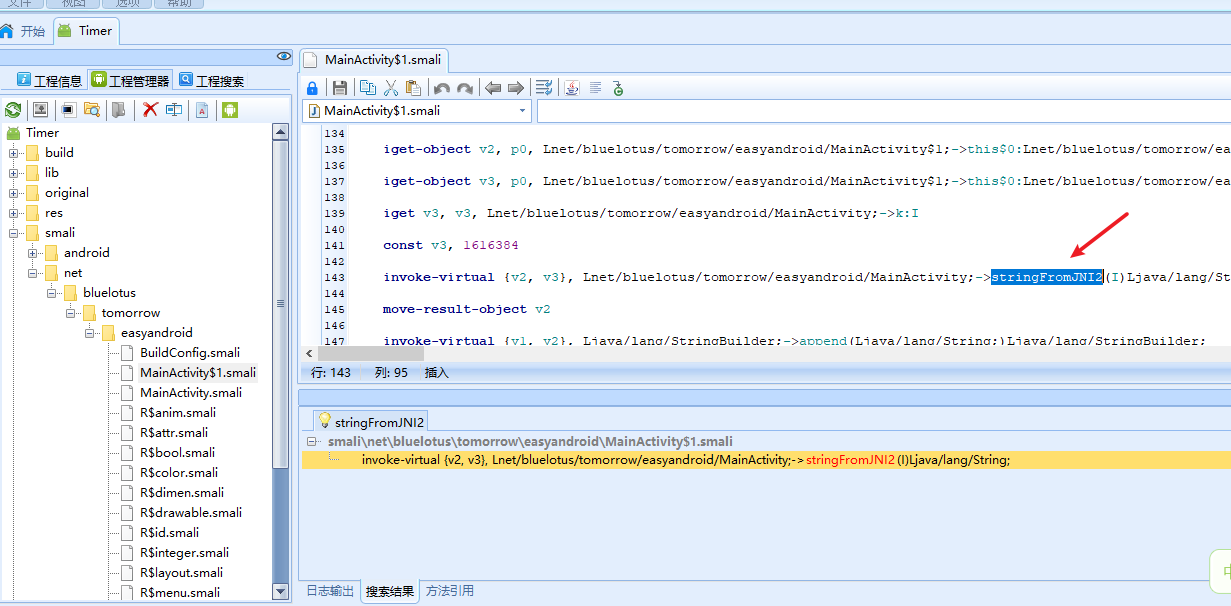 文件 视图 选项 帮助
开始 Timer
工程信息 工程管理器 工程搜索
Timer
build
lib
original
res
smali
android
net
bluelotus
tomorrow
easyandroid
BuildConfig.smali
MainActivity$1.smali
MainActivity.smali
R$anim.smali
R$attr.smali
R$bool.smali
R$color.smali
R$dimen.smali
R$drawable.smali
R$id.smali
R$integer.smali
R$layout.smali
R$menu.smali
MainActivity$1.smali
MainActivity$1.smali
134
135 iget-object v2, p0, Lnet/bluelotus/tomorrow/easyandroid/MainActivity$1;->this$0:Lnet/bluelotus/tomorrow/ea
136
137 iget-object v3, p0, Lnet/bluelotus/tomorrow/easyandroid/MainActivity$1;->this$0:Lnet/bluelotus/tomorrow/ea
138
139 iget v3, v3, Lnet/bluelotus/tomorrow/easyandroid/MainActivity;->k:I
140
141 const v3, 1616384
142
143 invoke-virtual {v2, v3}, Lnet/bluelotus/tomorrow/easyandroid/MainActivity;->stringFromJNI2(I)Ljava/lang/St
144
145 move-result-object v2
146
147 invoke-virtual {v1, v2}, Ljava/lang/StringBuilder;->append(Ljava/lang/String;)Ljava/lang/StringBuilder;
行: 143 列: 95 插入
stringFromJNI2
smali\net\bluelotus\tomorrow\easyandroid\MainActivity$1.smali
invoke-virtual {v2, v3}, Lnet/bluelotus/tomorrow/easyandroid/MainActivity;->stringFromJNI2(I)Ljava/lang/String;
日志输出 搜索结果 方法引用